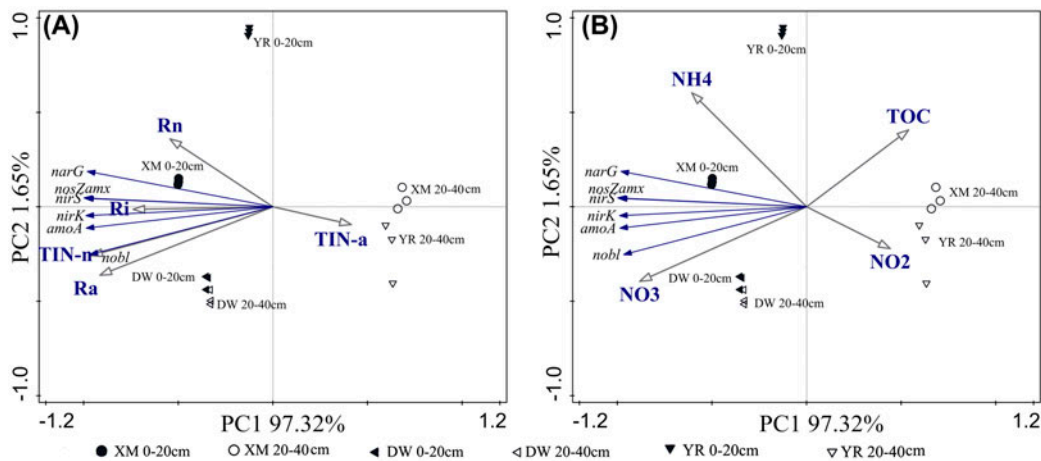 (A)
1.0
YR 0-20cm
Rn
narG
XM 0-20cm
nosZamx
nirS
Ri
nirK
amoA
XM 20-40cm
TIN-a
YR 20-40cm
TIN-n
nobl
Ra
DW 0-20cm
DW 20-40cm
PC2 1.65%
-1.0
-1.2
PC1 97.32%
1.2
(B)
YR 0-20cm
NH4
TOC
narG
XM 0-20cm
nosZamx
nirS
nirK
amoA
XM 20-40cm
YR 20-40cm
nobl
NO2
DW 0-20cm
NO3
DW 20-40cm
PC2 1.65%
-1.2
PC1 97.32%
1.2
XM 0-20cm XM 20-40cm DW 0-20cm DW 20-40cm YR 0-20cm YR 20-40cm